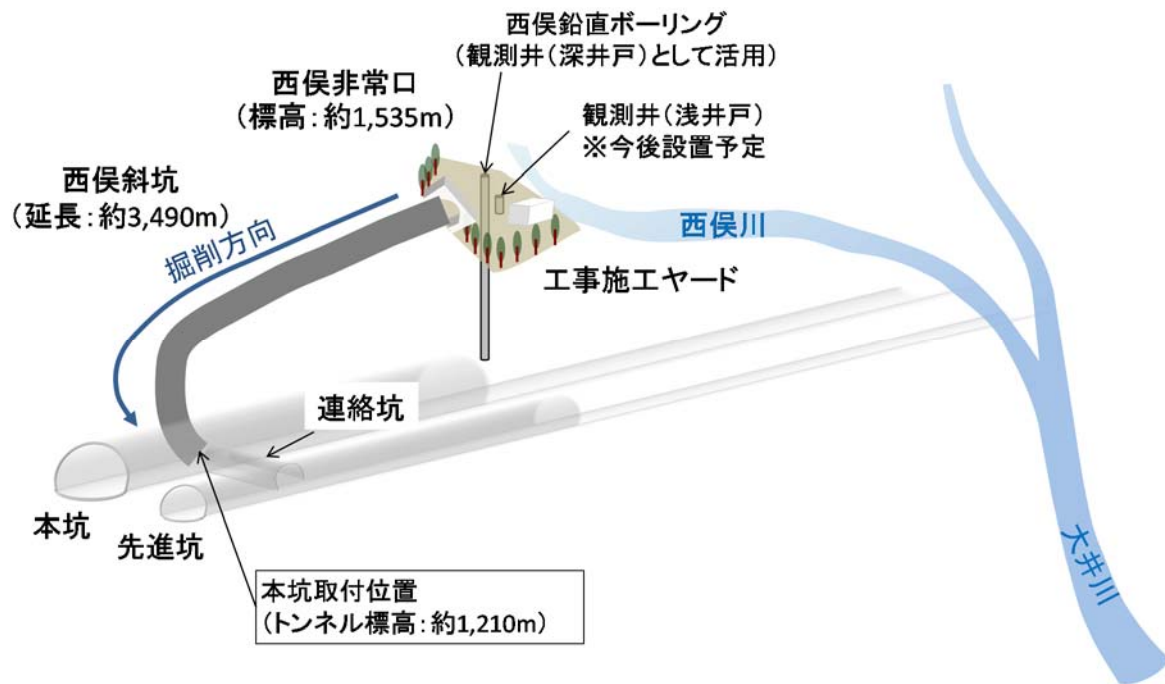 西俣鉛直ボーリング
（観測井（深井戸）として活用）
西俣非常口
（標高：約1,535m）
観測井（浅井戸）
※今後設置予定
西俣斜坑
（延長：約3,490m）
掘削方向
西俣川
工事施工ヤード
連絡坑
本坑
先進坑
大井川
本坑取付位置
（トンネル標高：約1,210m）